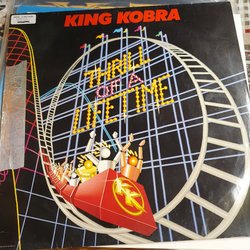 KING KOBRA
THRILL
OF A
LIFETIME